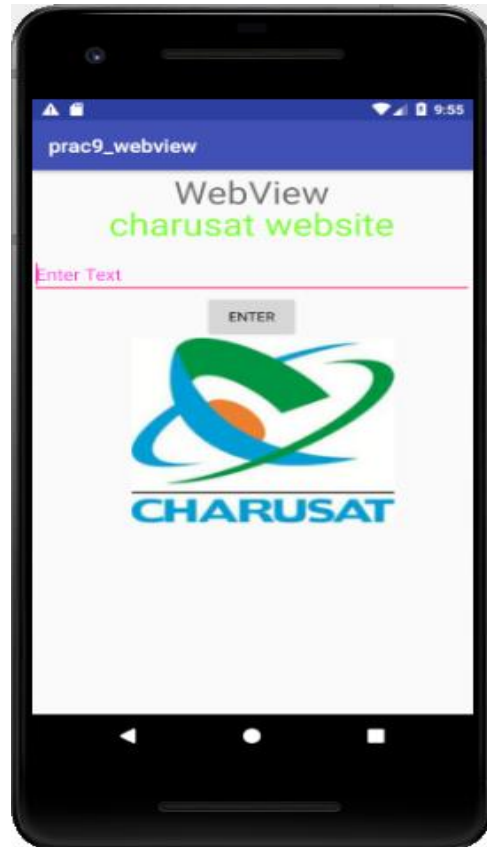 9:55
prac9_webview
WebView
charusat website
Enter Text
ENTER
CHARUSAT